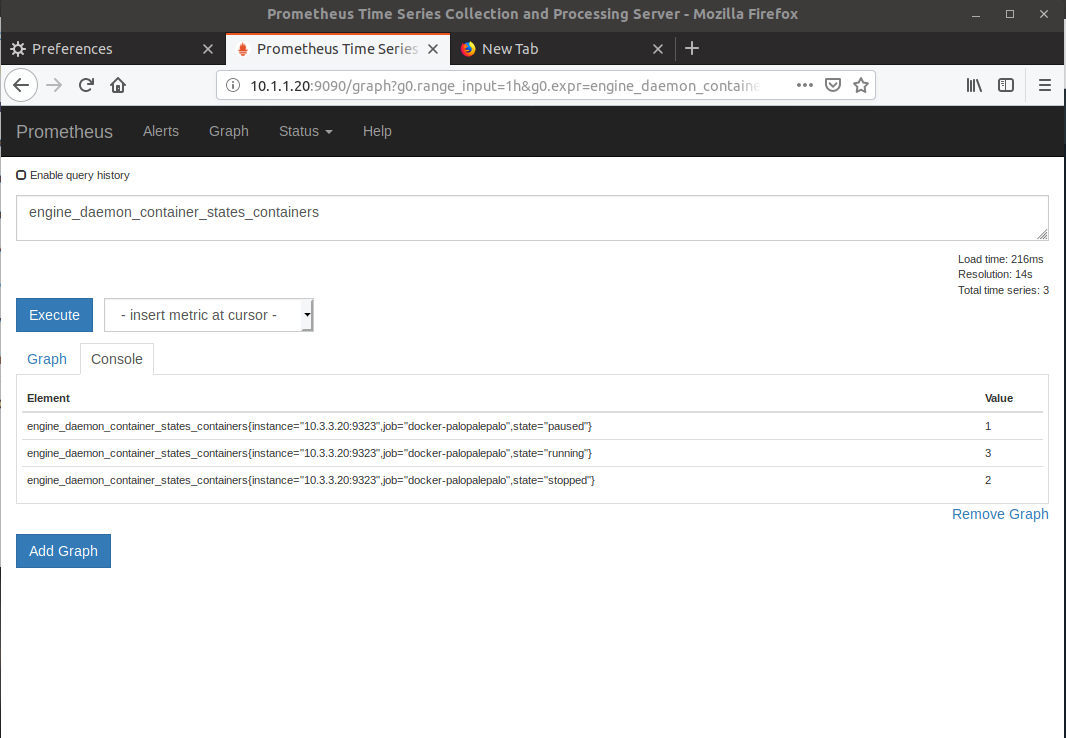 Prometheus Time Series Collection and Processing Server - Mozilla Firefox
Preferences
Prometheus Time Series
New Tab
10.1.1.20:9090/graph?g0.range_input=1h&g0.expr=engine_daemon_containe
Prometheus Alerts Graph Status Help
Enable query history
engine_daemon_container_states_containers
Load time: 216ms
Resolution: 14s
Total time series: 3
Execute - insert metric at cursor -
Graph Console
Element Value
engine_daemon_container_states_containers{instance="10.3.3.20:9323",job="docker-palopalepalo",state="paused"} 1
engine_daemon_container_states_containers{instance="10.3.3.20:9323",job="docker-palopalepalo",state="running"} 3
engine_daemon_container_states_containers{instance="10.3.3.20:9323",job="docker-palopalepalo",state="stopped"} 2
Remove Graph
Add Graph